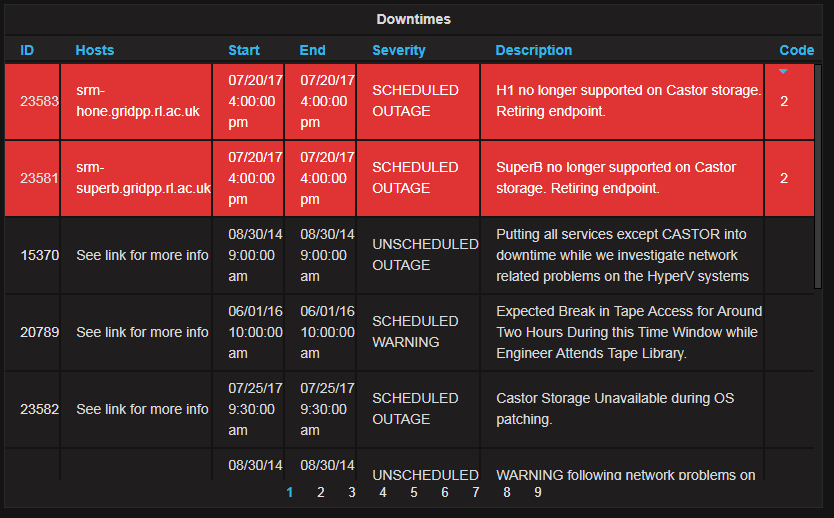 Downtimes
ID Hosts Start End Severity Description Code
23583 srm-hone.gridpp.rl.ac.uk 07/20/17 4:00:00 pm 07/20/17 4:00:00 pm SCHEDULED OUTAGE H1 no longer supported on Castor storage. Retiring endpoint. 2
23581 srm-superb.gridpp.rl.ac.uk 07/20/17 4:00:00 pm 07/20/17 4:00:00 pm SCHEDULED OUTAGE SuperB no longer supported on Castor storage. Retiring endpoint. 2
15370 See link for more info 08/30/14 9:00:00 am 08/30/14 9:00:00 am UNSCHEDULED OUTAGE Putting all services except CASTOR into downtime while we investigate network related problems on the HyperV systems
20789 See link for more info 06/01/16 10:00:00 am 06/01/16 10:00:00 am SCHEDULED WARNING Expected Break in Tape Access for Around Two Hours During this Time Window while Engineer Attends Tape Library.
23582 See link for more info 07/25/17 9:30:00 am 07/25/17 9:30:00 am SCHEDULED OUTAGE Castor Storage Unavailable during OS patching.
08/30/14 08/30/14 UNSCHEDULED WARNING following network problems on
1 2 3 4 5 6 7 8 9